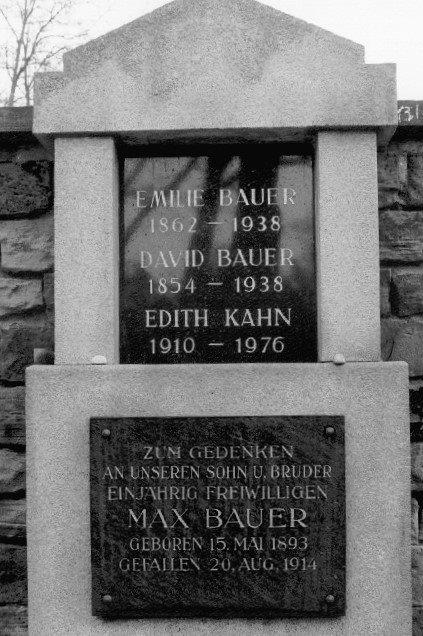 EMILIE BAUER
1862 – 1938
DAVID BAUER
1854 – 1938
EDITH KAHN
1910 – 1976
ZUM GEDENKEN
AN UNSEREN SOHN U. BRUDER
EINJÄHRIG FREIWILLIGEN
MAX BAUER
GEBOREN 15. MAI 1893
GEFALLEN 20. AUG. 1914